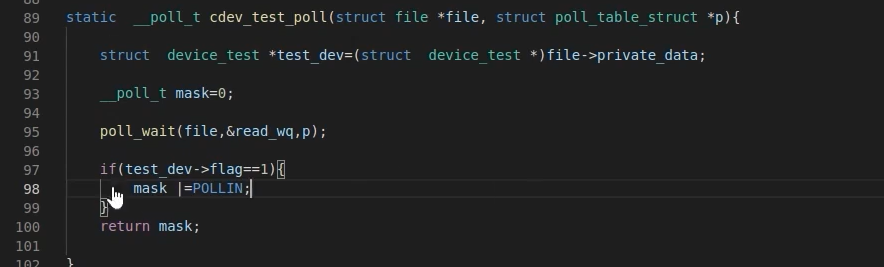 89 static __poll_t cdev_test_poll(struct file *file, struct poll_table_struct *p){
90
91 struct device_test *test_dev=(struct device_test *)file->private_data;
92
93 __poll_t mask=0;
94
95 poll_wait(file,&read_wq,p);
96
97 if(test_dev->flag==1){
98 mask |=POLLIN;
99 }
100 return mask;
101
102 }